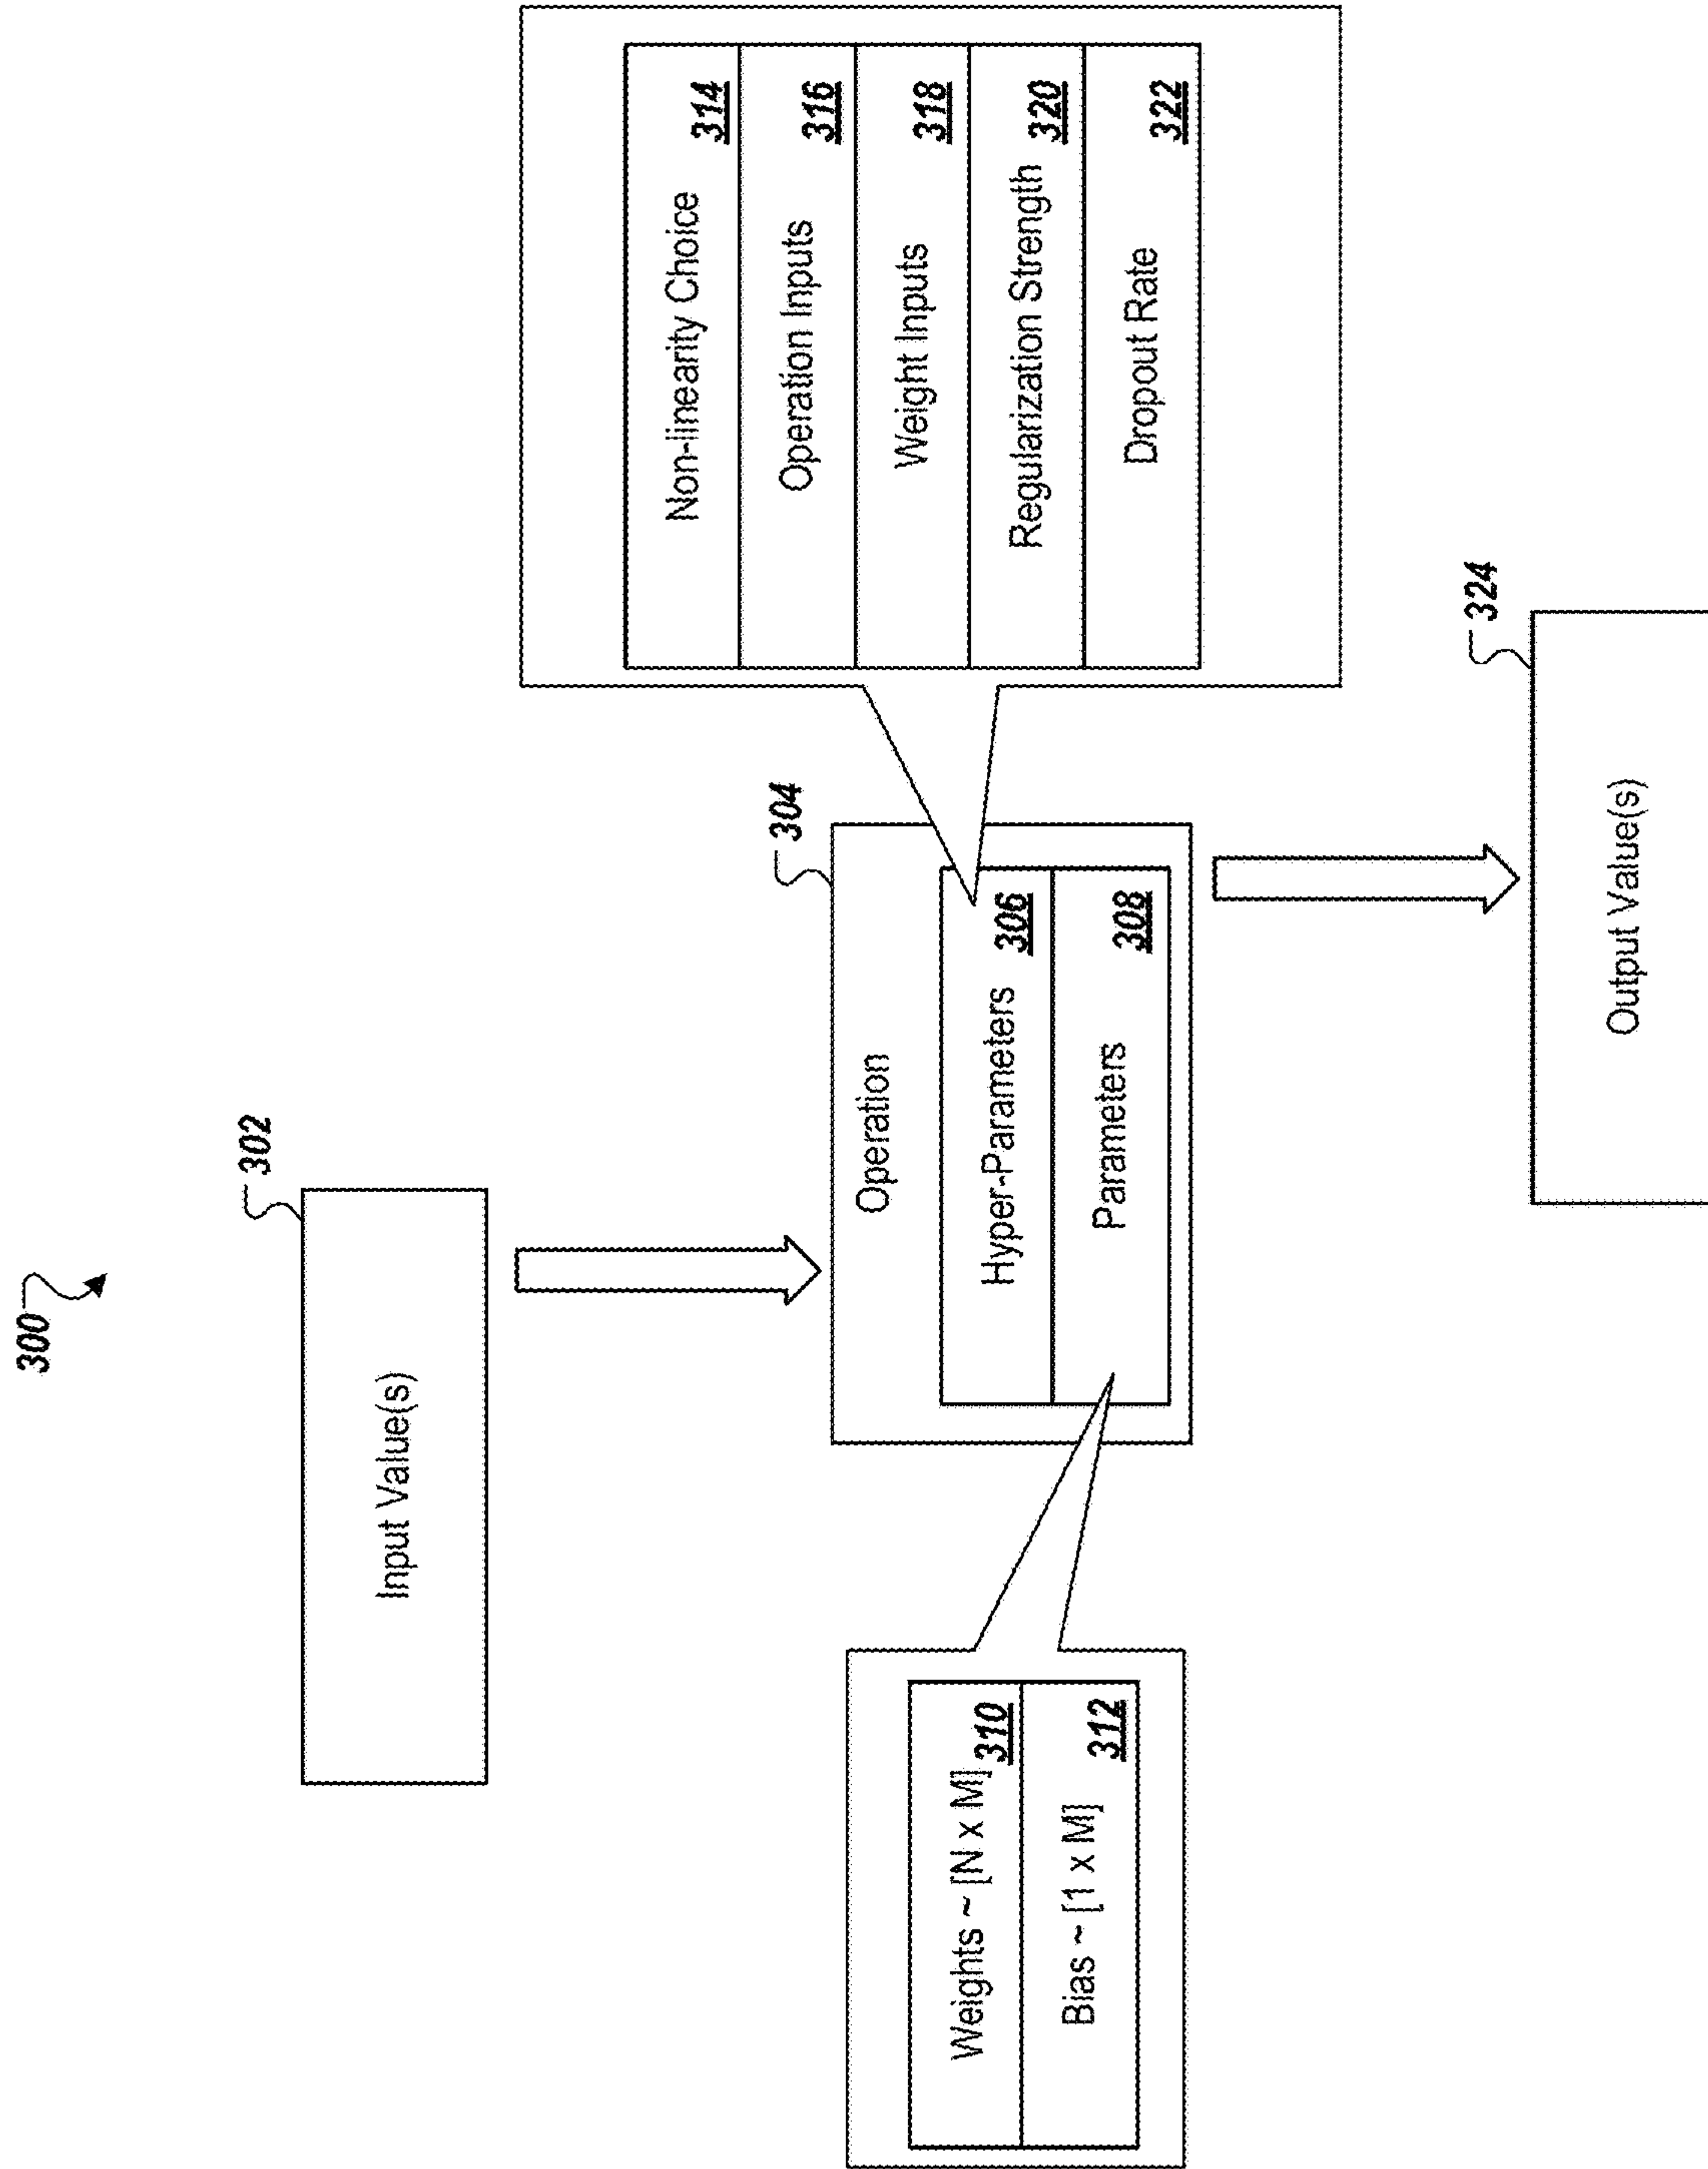 300
Input Value(s)
302
Operation
304
Hyper-Parameters
306
Parameters
308
Weights ~ [N x M]
310
Bias ~ [1 x M]
312
Non-linearity Choice
314
Operation Inputs
316
Weight Inputs
318
Regularization Strength
320
Dropout Rate
322
Output Value(s)
324